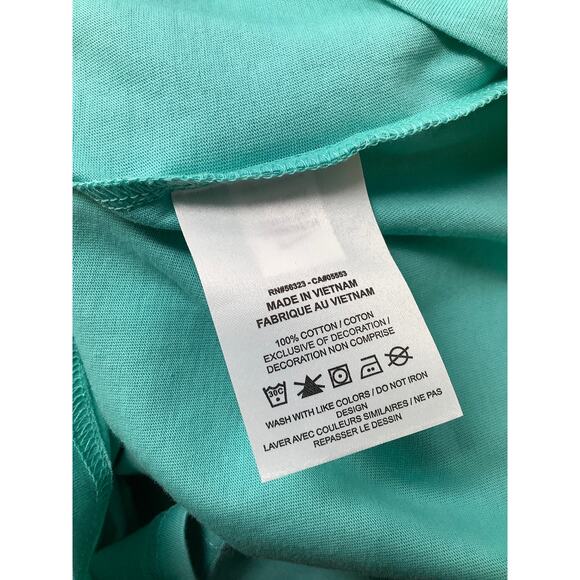 RN#56323 - CA#05553
MADE IN VIETNAM
FABRIQUE AU VIETNAM
100% COTTON / COTON
EXCLUSIVE OF DECORATION /
DECORATION NON COMPRISE
30C
WASH WITH LIKE COLORS / DO NOT IRON
DESIGN
LAVER AVEC COULEURS SIMILAIRES / NE PAS
REPASSER LE DESSIN